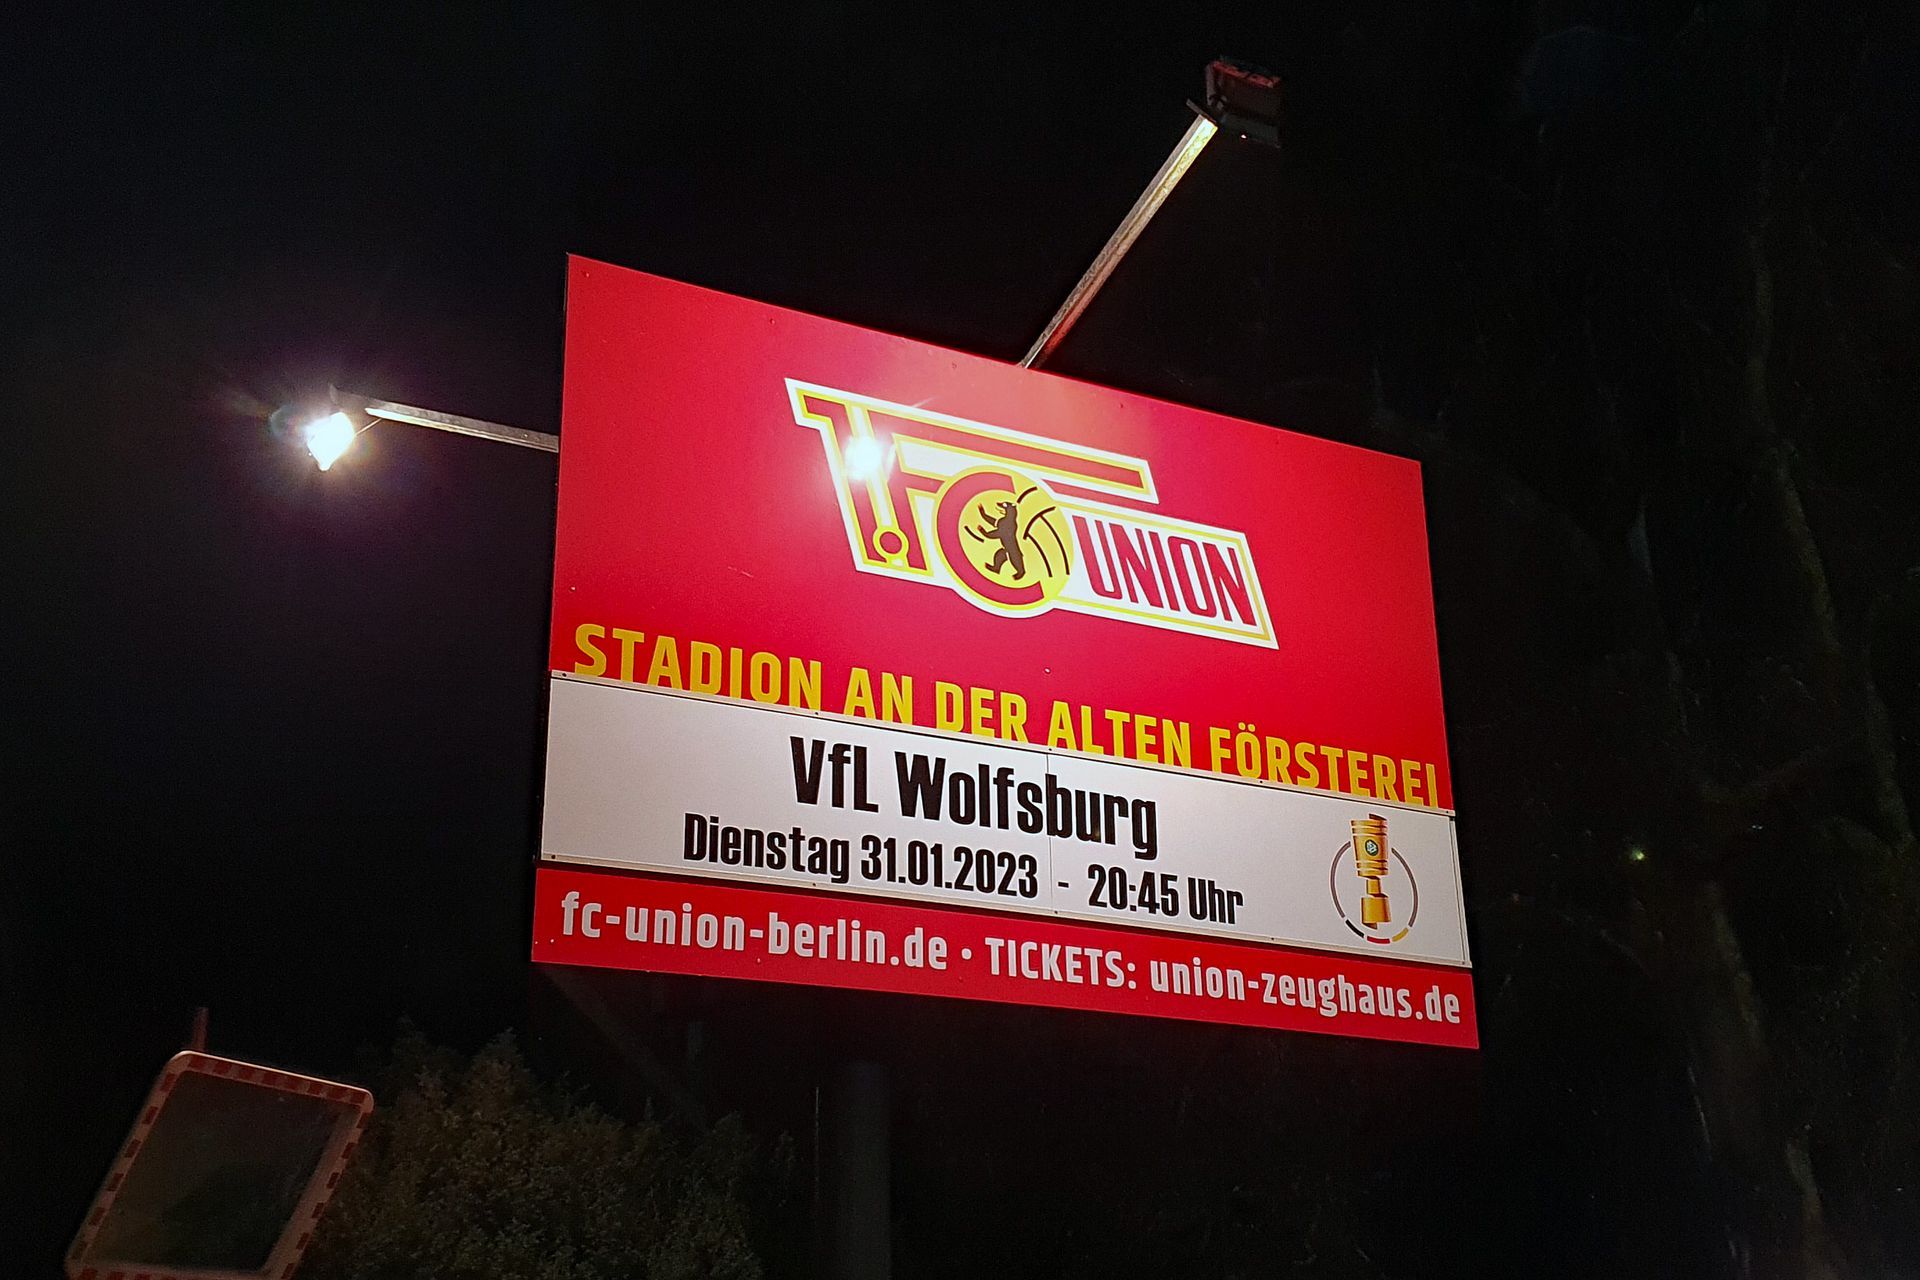 1.FC UNION
STADION AN DER ALTEN FÖRSTEREI
VfL Wolfsburg
Dienstag 31.01.2023 - 20:45 Uhr
fc-union-berlin.de • TICKETS: union-zeughaus.de